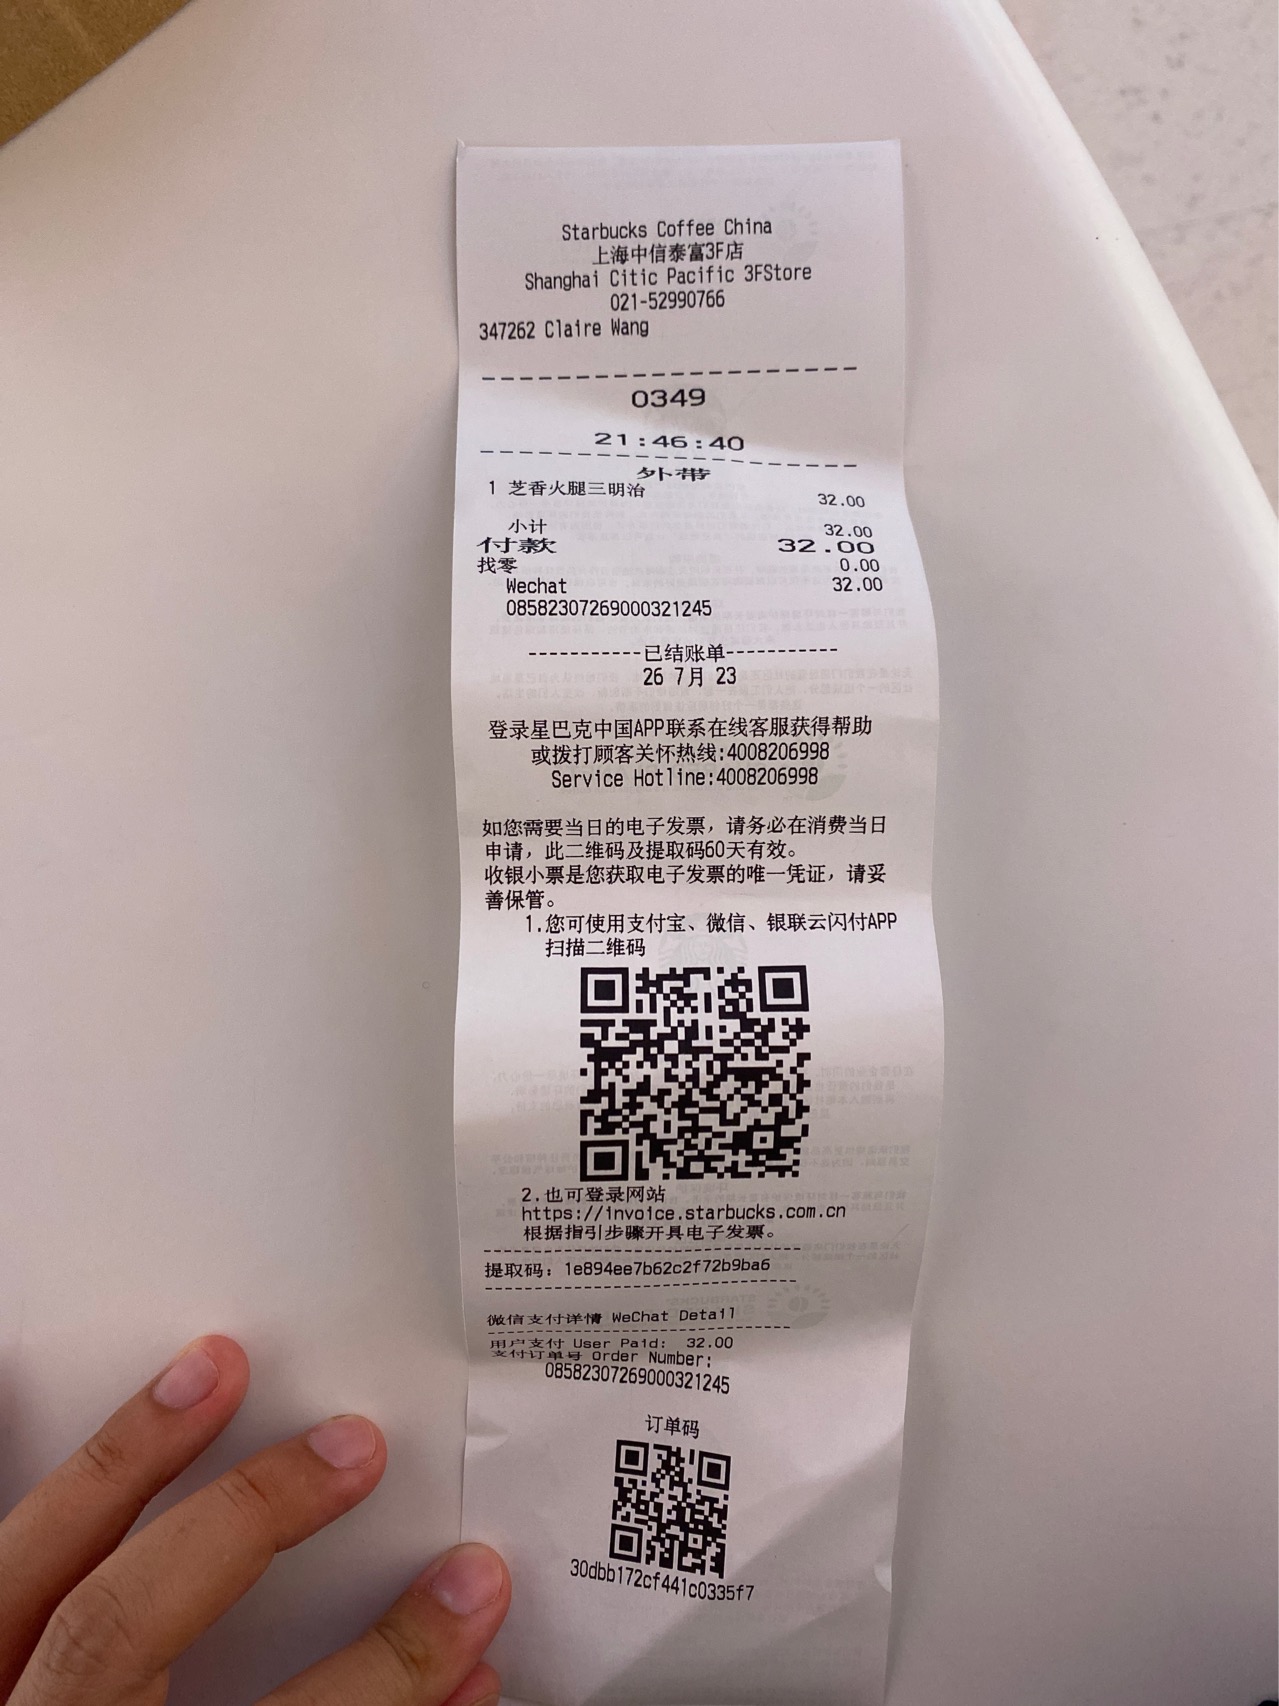 Starbucks Coffee China
上海中信泰富3F店
Shanghai Citic Pacific 3FStore
021-52990766
347262 Claire Wang
0349
21:46:40
外带
1 芝香火腿三明治 32.00
小计 32.00
付款 32.00
找零 0.00
Wechat 32.00
08582307269000321245
-----------已结账单-----------
26 7月 23
登录星巴克中国APP联系在线客服获得帮助
或拨打顾客关怀热线:4008206998
Service Hotline:4008206998
如您需要当日的电子发票，请务必在消费当日
申请，此二维码及提取码60天有效。
收银小票是您获取电子发票的唯一凭证，请妥
善保管。
1.您可使用支付宝、微信、银联云闪付APP
扫描二维码
2.也可登录网站
https://invoice.starbucks.com.cn
根据指引步骤开具电子发票。
提取码: 1e894ee7b62c2f72b9ba6
微信支付详情 WeChat Detail
用户支付 User Paid: 32.00
支付订单号 Order Number:
08582307269000321245
订单码
30dbb172cf441c0335f7